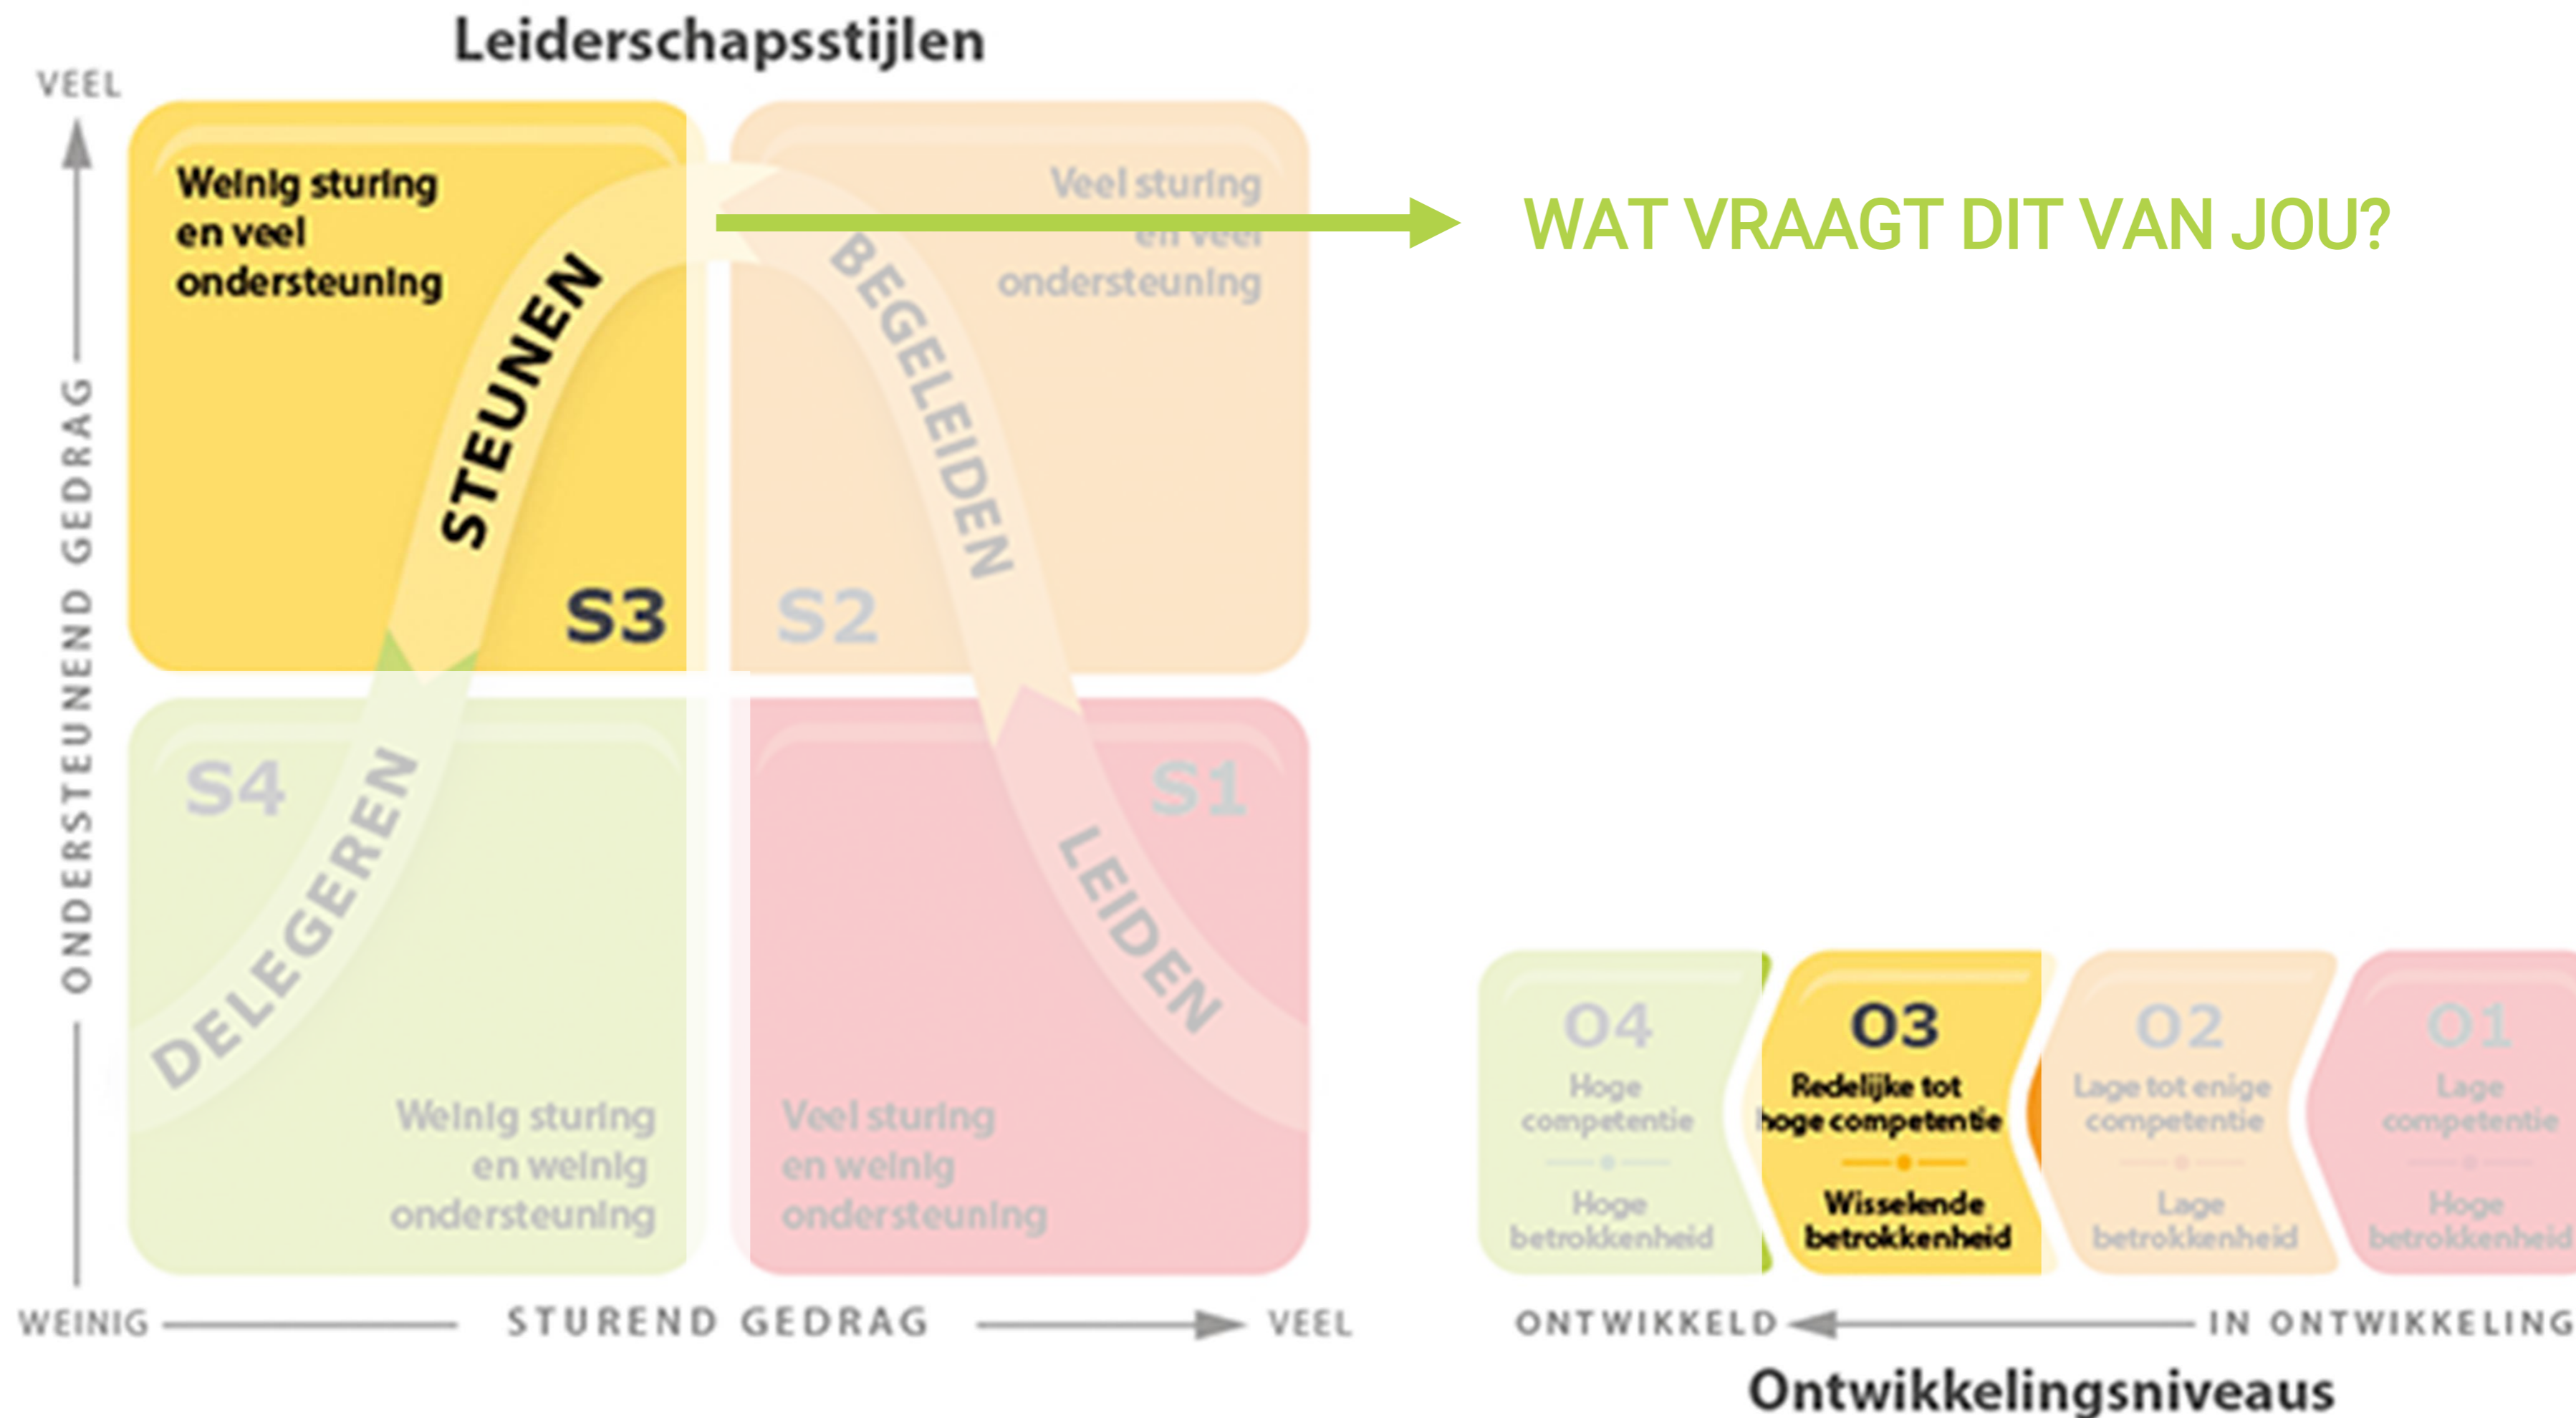 Leiderschapsstijlen
VEEL
ONDERSTEUNEND GEDRAG
Weinig sturing
en veel
ondersteuning
STEUNEN
S3
Veel sturing
en veel
ondersteuning
BEGELEIDEN
S2
WAT VRAAGT DIT VAN JOU?
S4
DELEGEREN
Weinig sturing
en weinig
ondersteuning
S1
LEIDEN
Veel sturing
en weinig
ondersteuning
WEINIG
STUREND GEDRAG
VEEL
O4
Hoge
competentie
Hoge
betrokkenheid
O3
Redelijke tot
hoge competentie
Wisselende
betrokkenheid
O2
Lage tot enige
competentie
Lage
betrokkenheid
O1
Lage
competentie
Hoge
betrokkenheid
ONTWIKKELD
IN ONTWIKKELING
Ontwikkelingsniveaus